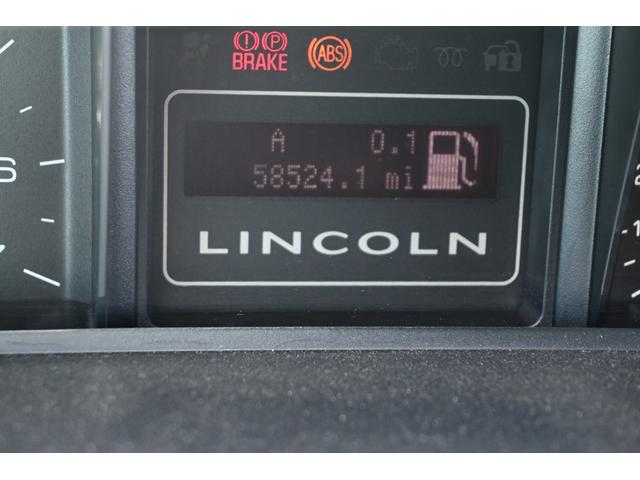 (!) (P)
BRAKE
(ABS)
A 0.1
58524.1 mi
LINCOLN